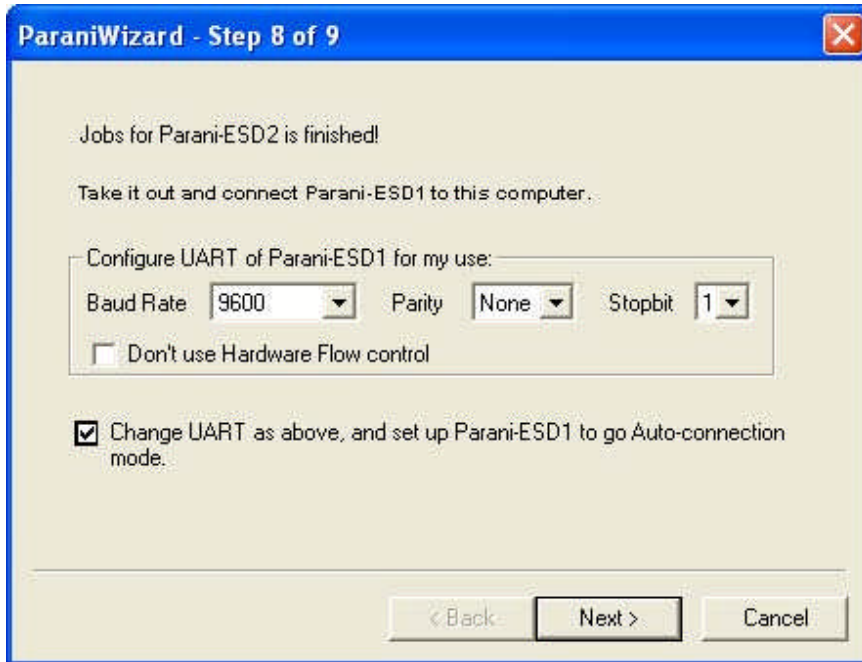 ParaniWizard - Step 8 of 9
Jobs for Parani-ESD2 is finished!
Take it out and connect Parani-ESD1 to this computer.
Configure UART of Parani-ESD1 for my use:
Baud Rate 9600 Parity None Stopbit 1
Don't use Hardware Flow control
Change UART as above, and set up Parani-ESD1 to go Auto-connection
mode.
< Back Next > Cancel